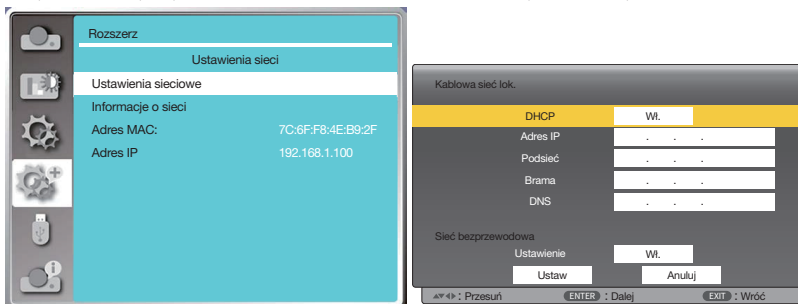 Rozszerz
Ustawienia sieci
Ustawienia sieciowe
Informacje o sieci
Adres MAC: 7C:6F:F8:4E:B9:2F
Adres IP 192.168.1.100
Kablowa sieć lok.
DHCP Wł.
Adres IP . . .
Podsieć . . .
Brama . . .
DNS . . .
Sieć bezprzewodowa
Ustawienie Wł.
Ustaw Anuluj
▲▼◀▶ : Przesuń ENTER : Dalej EXIT : Wróć